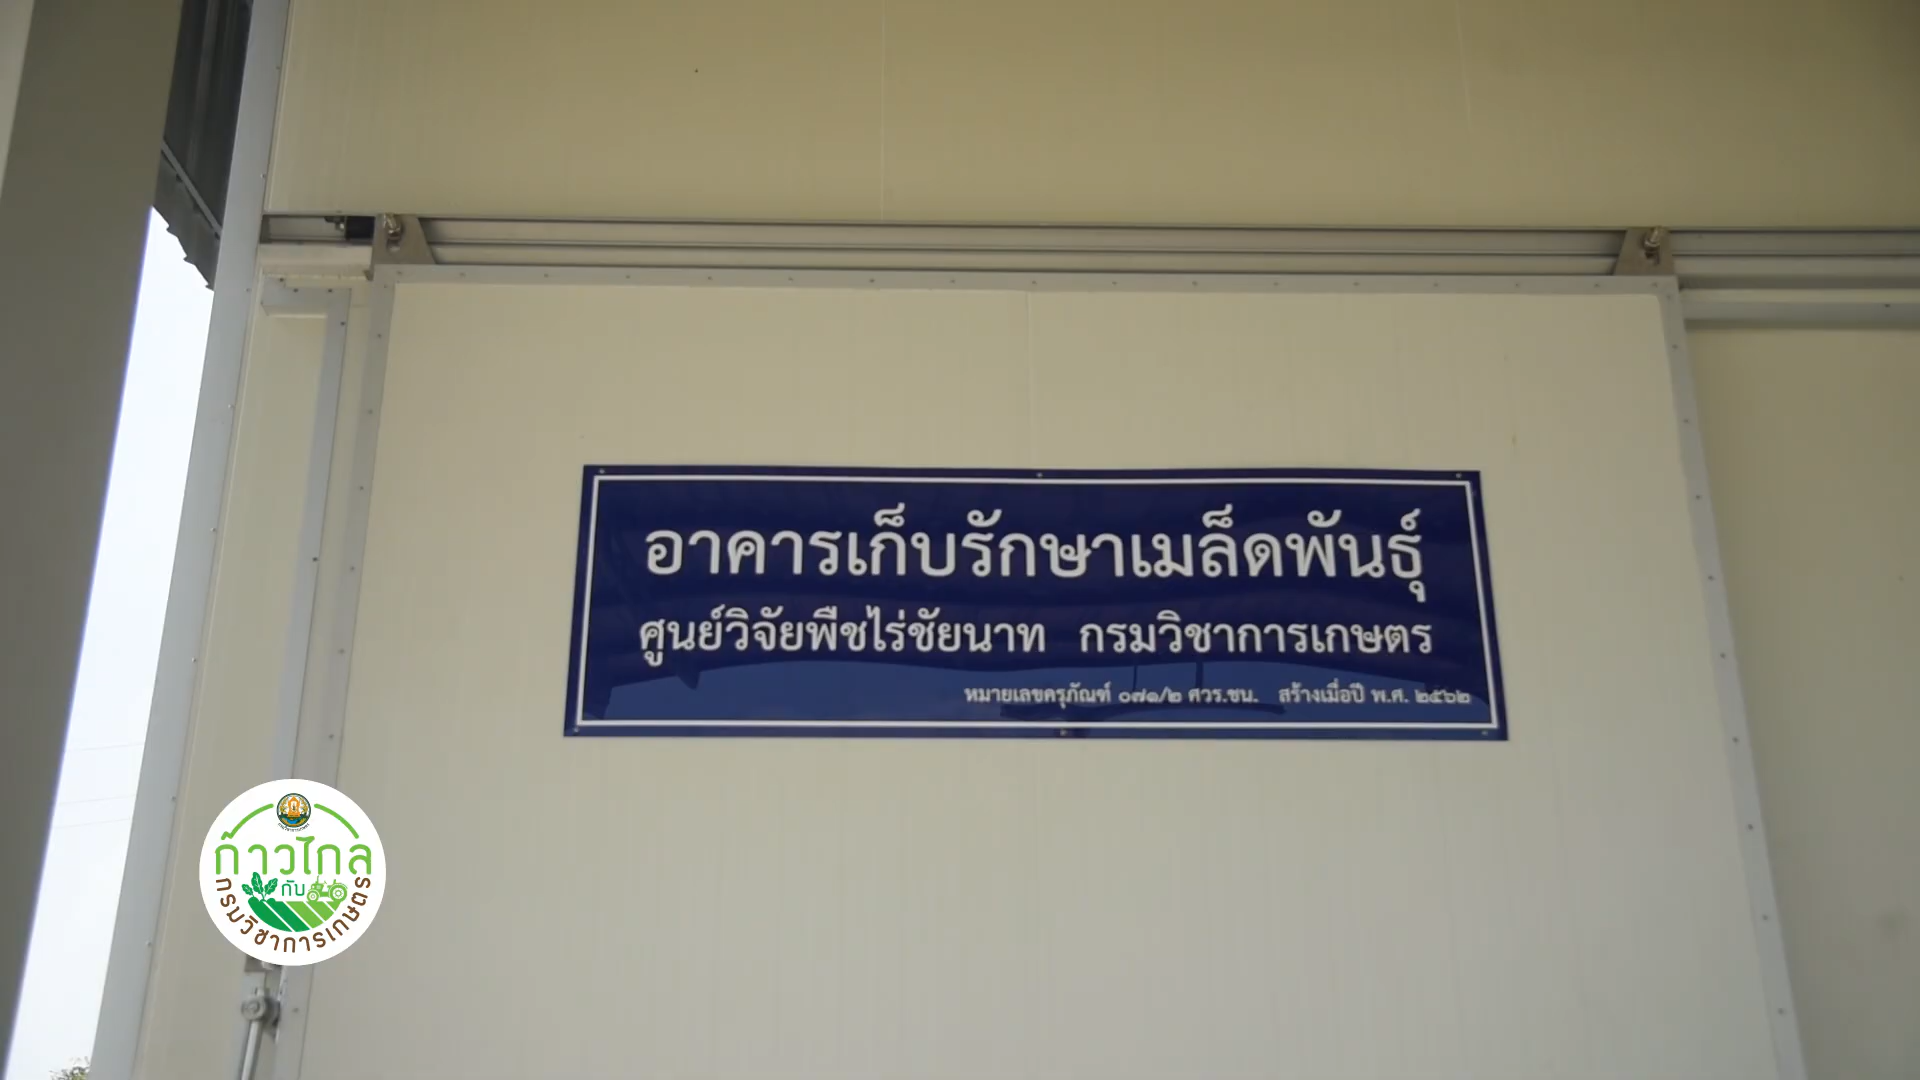 อาคารเก็บรักษาเมล็ดพันธุ์
ศูนย์วิจัยพืชไร่ชัยนาท กรมวิชาการเกษตร
หมายเลขครุภัณฑ์ ๐๗๑/๒ ศวร.ชน. สร้างเมื่อปี พ.ศ. ๒๕๖๒
ก้าวไกล
กับ
กรมวิชาการเกษตร